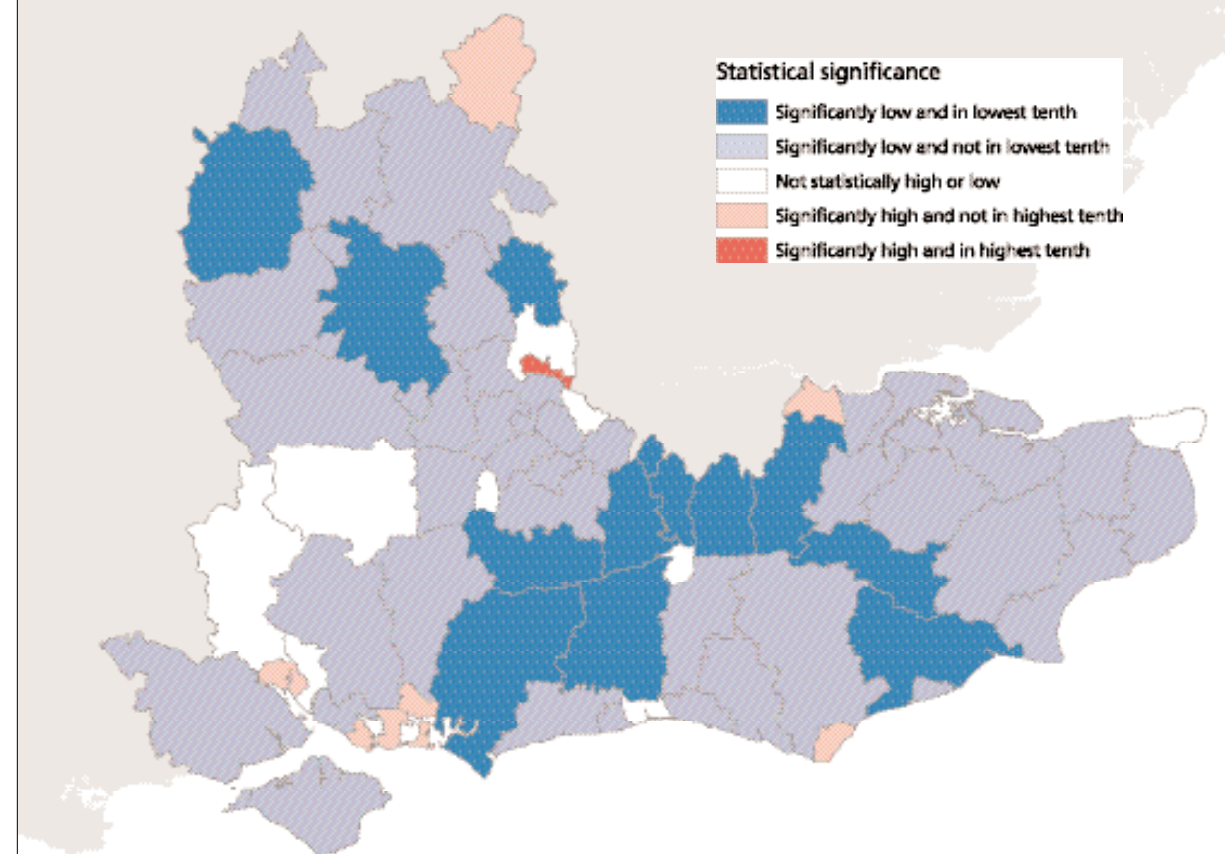 Statistical significance
Significantly low and in lowest tenth
Significantly low and not in lowest tenth
Not statistically high or low
Significantly high and not in highest tenth
Significantly high and in highest tenth